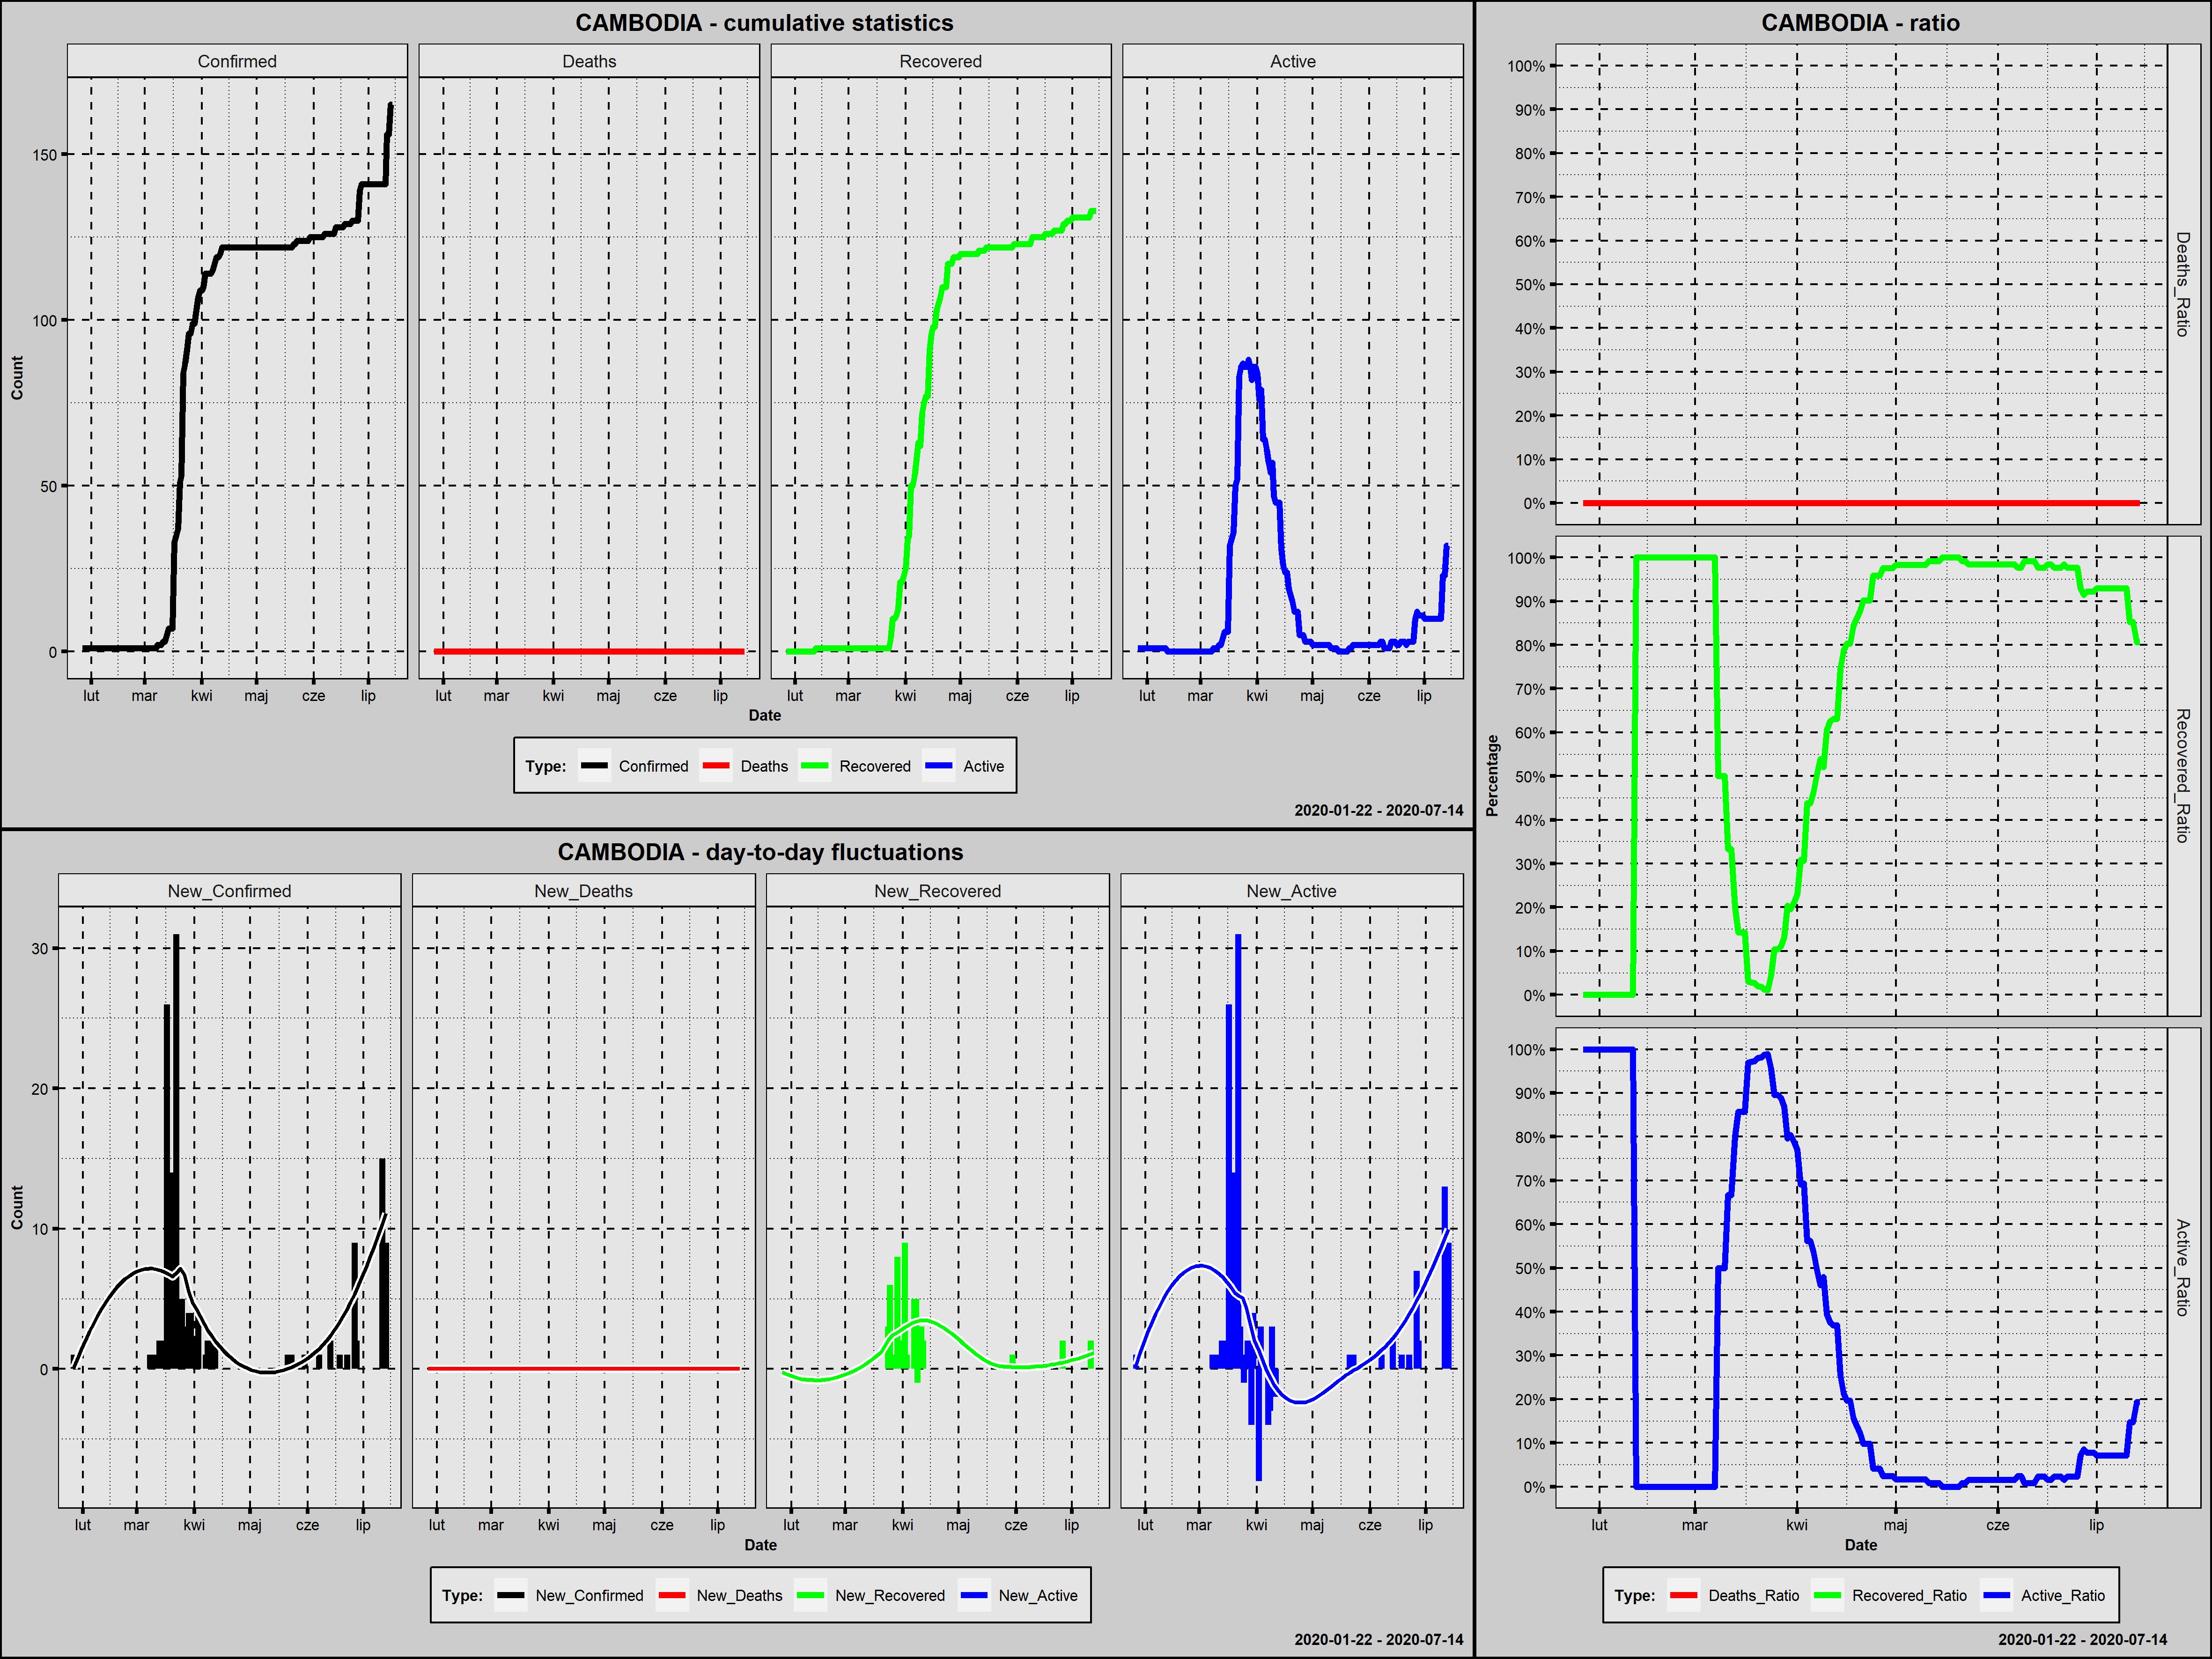 CAMBODIA - cumulative statistics
Confirmed Deaths Recovered Active
150
100
50
0
Count
lut mar kwi maj cze lip lut mar kwi maj cze lip lut mar kwi maj cze lip lut mar kwi maj cze lip
Date
Type: Confirmed Deaths Recovered Active
2020-01-22 - 2020-07-14
CAMBODIA - day-to-day fluctuations
New_Confirmed New_Deaths New_Recovered New_Active
30
20
10
0
Count
lut mar kwi maj cze lip lut mar kwi maj cze lip lut mar kwi maj cze lip lut mar kwi maj cze lip
Date
Type: New_Confirmed New_Deaths New_Recovered New_Active
2020-01-22 - 2020-07-14
CAMBODIA - ratio
100%
90%
80%
70%
60%
50%
40%
30%
20%
10%
0%
Deaths_Ratio
100%
90%
80%
70%
60%
50%
40%
30%
20%
10%
0%
Recovered_Ratio
Percentage
100%
90%
80%
70%
60%
50%
40%
30%
20%
10%
0%
Active_Ratio
lut mar kwi maj cze lip
Date
Type: Deaths_Ratio Recovered_Ratio Active_Ratio
2020-01-22 - 2020-07-14